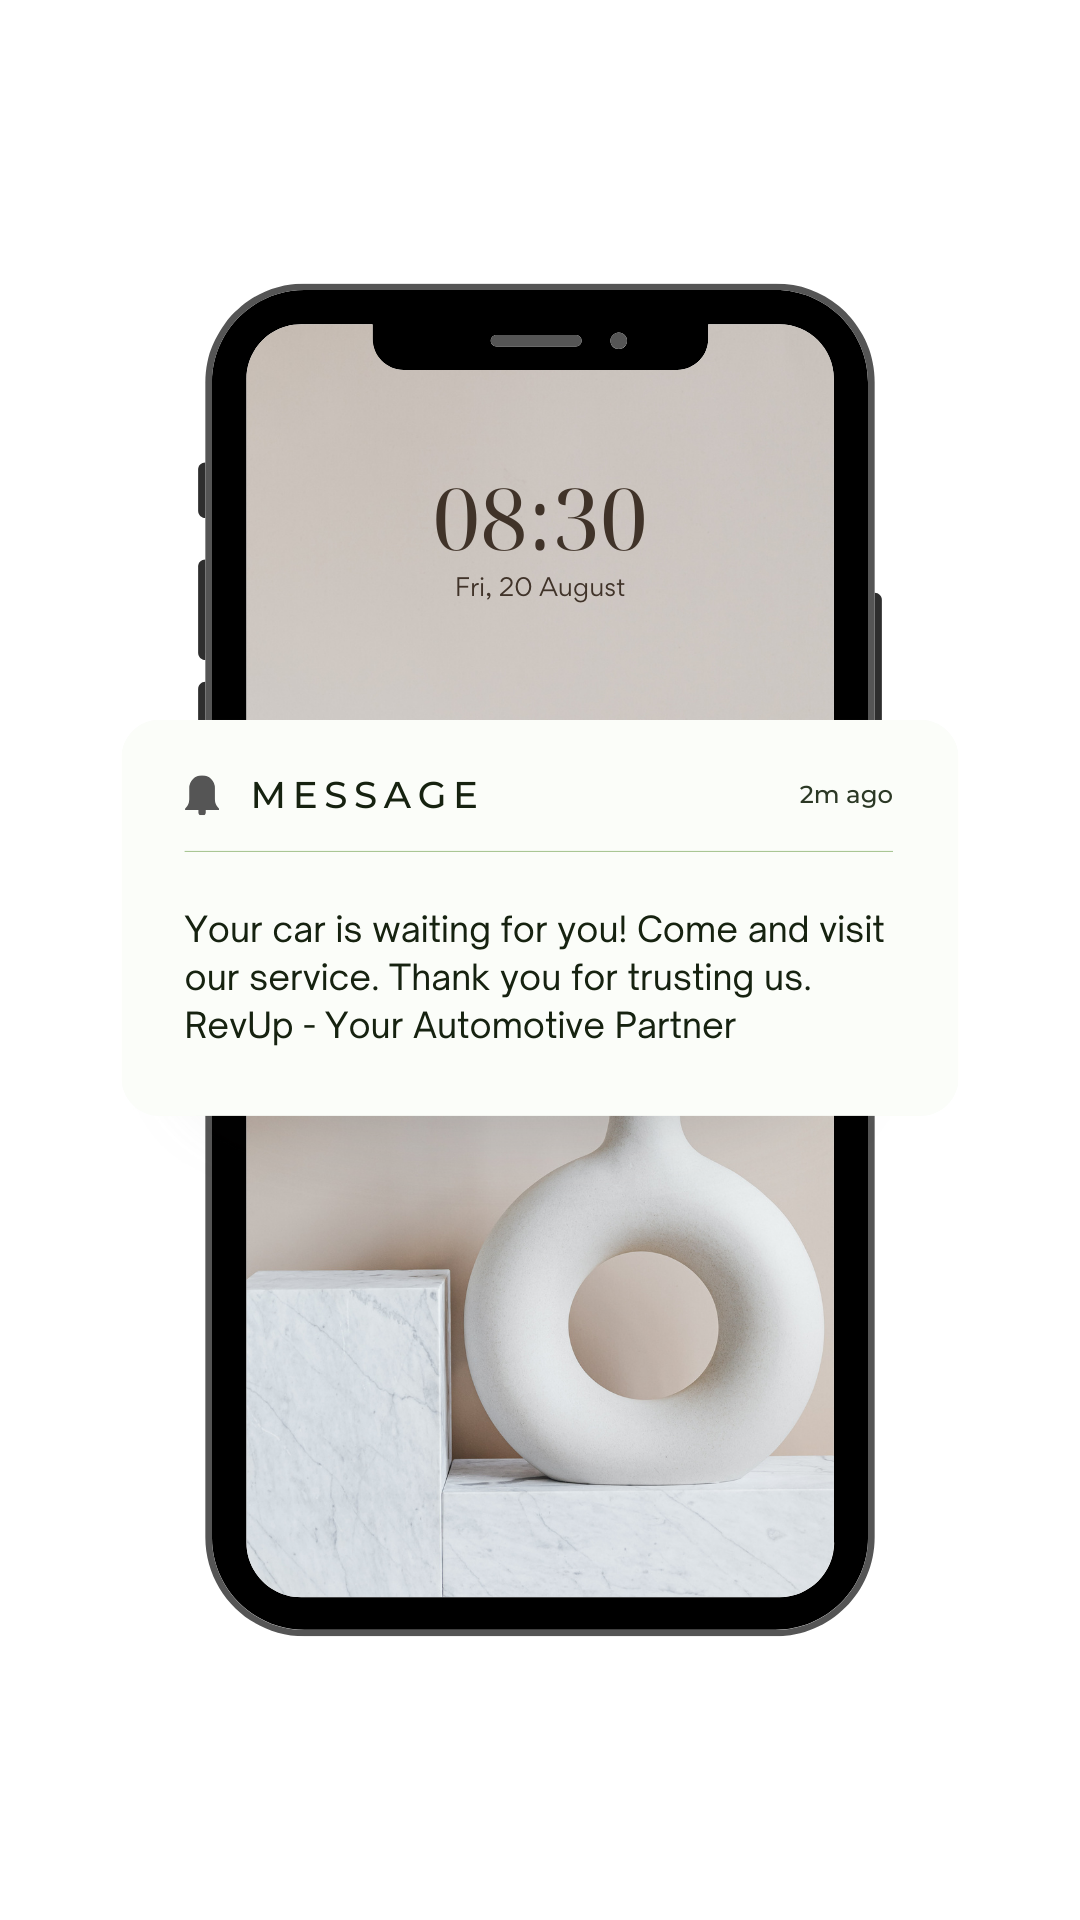 08:30
Fri, 20 August
MESSAGE
2m ago
Your car is waiting for you! Come and visit
our service. Thank you for trusting us.
RevUp - Your Automotive Partner